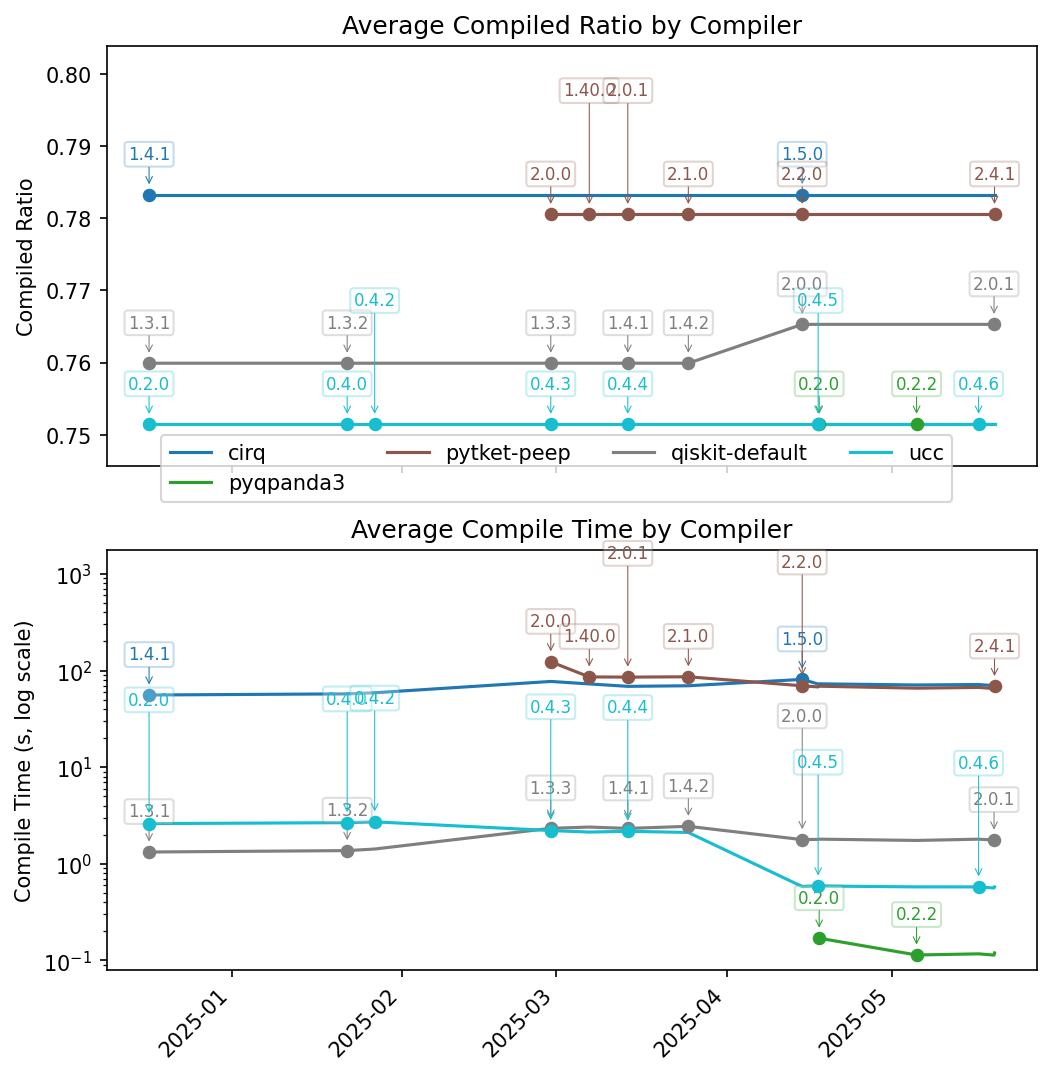 Average Compiled Ratio by Compiler
Compiled Ratio
0.80
0.79
0.78
0.77
0.76
0.75
1.40.0 2.0.1
1.4.1 1.5.0
2.0.0 2.1.0 2.2.0 2.4.1
2.0.0 2.0.1
0.4.2 0.4.5
1.3.1 1.3.2 1.3.3 1.4.1 1.4.2
0.2.0 0.4.0 0.4.3 0.4.4 0.2.0 0.2.2 0.4.6
cirq pytket-peep qiskit-default ucc
pyqpanda3
Average Compile Time by Compiler
Compile Time (s, log scale)
10³
10²
10¹
10⁰
10⁻¹
2.0.1 2.2.0
2.0.0
1.40.0 2.1.0 1.5.0 2.4.1
1.4.1
0.2.0 0.4.0 0.4.2 0.4.3 0.4.4
2.0.0
0.4.5 0.4.6
1.3.3 1.4.1 1.4.2
1.3.1 1.3.2 2.0.1
0.2.0
0.2.2
2025-01 2025-02 2025-03 2025-04 2025-05